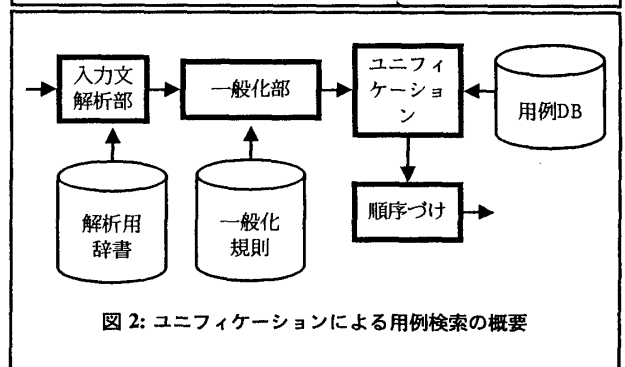 入力文
解析部
一般化部
ユニフィ
ケーショ
ン
用例DB
解析用
辞書
一般化
規則
順序づけ
図 2: ユニフィケーションによる用例検索の概要